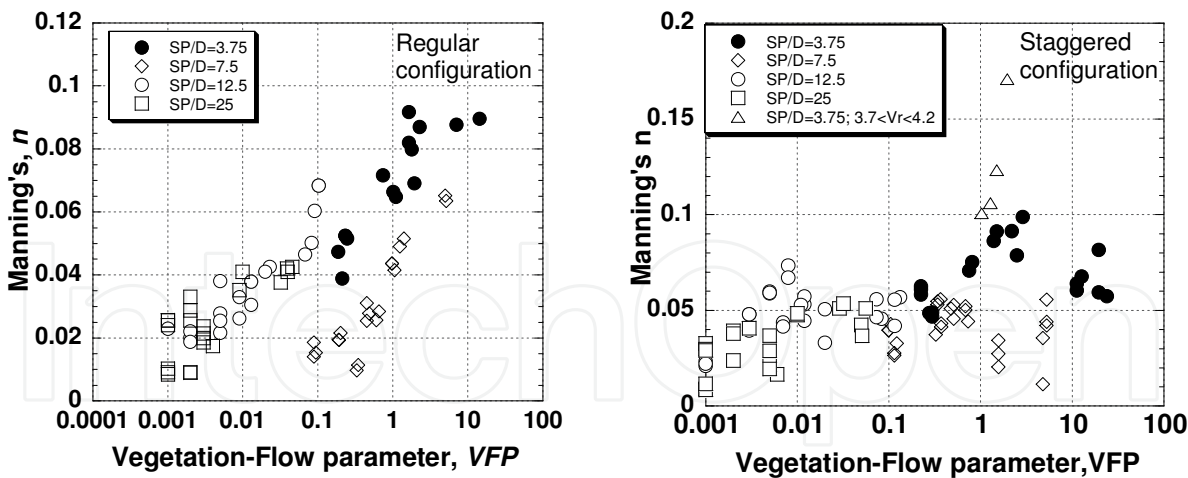 0.12
0.1
0.08
0.06
0.04
0.02
0
Manning's, n
SP/D=3.75
SP/D=7.5
SP/D=12.5
SP/D=25
Regular
configuration
0.0001 0.001 0.01 0.1 1 10 100
Vegetation-Flow parameter, VFP
0.2
0.15
0.1
0.05
0
Manning's n
SP/D=3.75
SP/D=7.5
SP/D=12.5
SP/D=25
SP/D=3.75; 3.7<Vr<4.2
Staggered
configuration
0.001 0.01 0.1 1 10 100
Vegetation-Flow parameter,VFP
IntechOpen